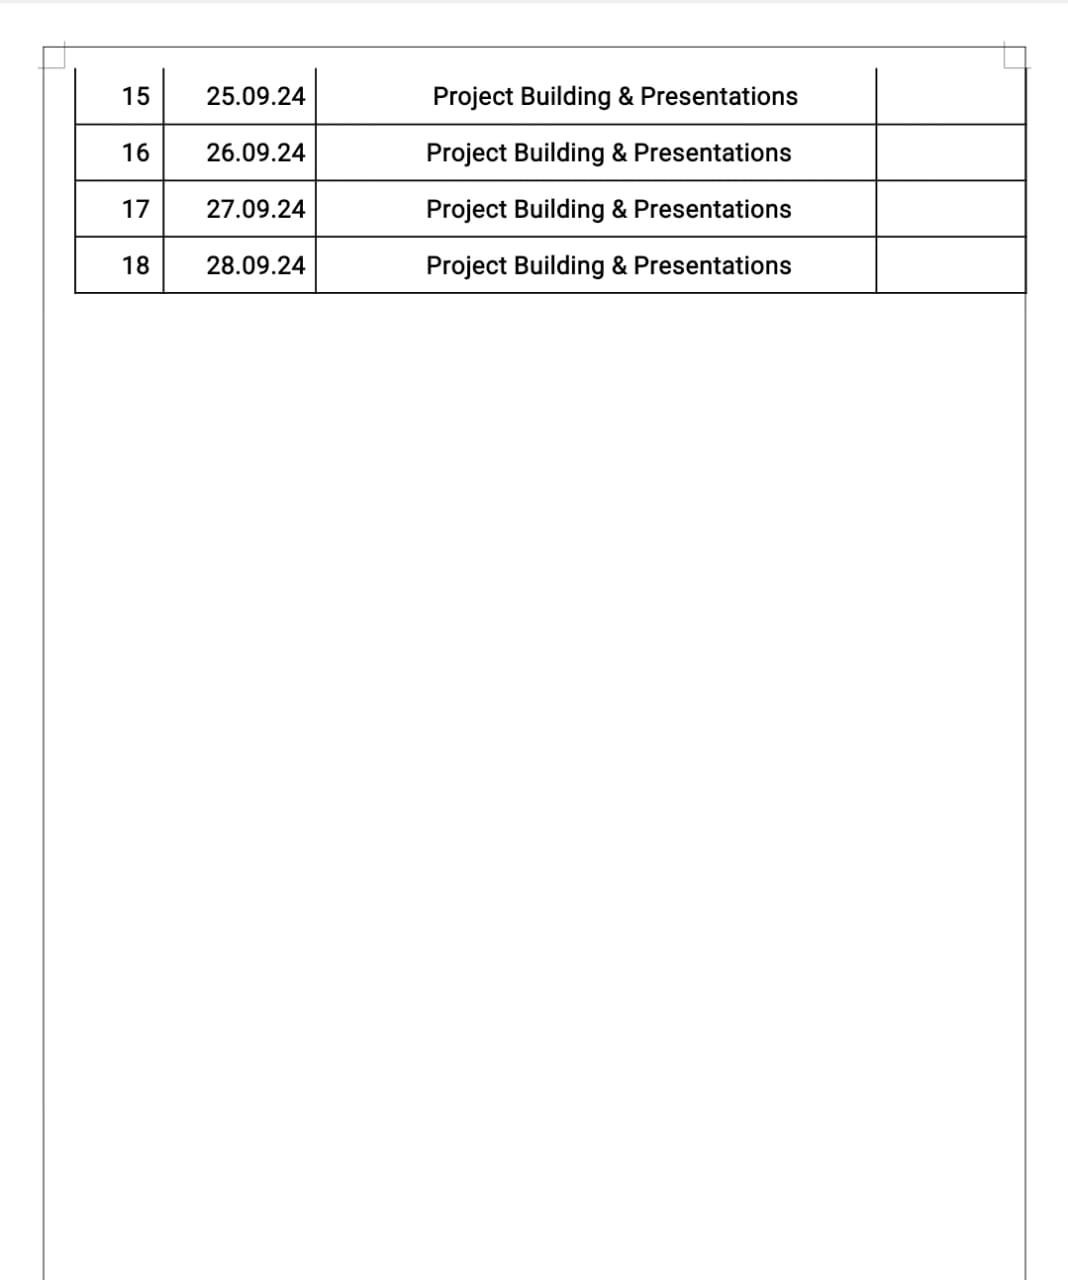 15 25.09.24 Project Building & Presentations
16 26.09.24 Project Building & Presentations
17 27.09.24 Project Building & Presentations
18 28.09.24 Project Building & Presentations